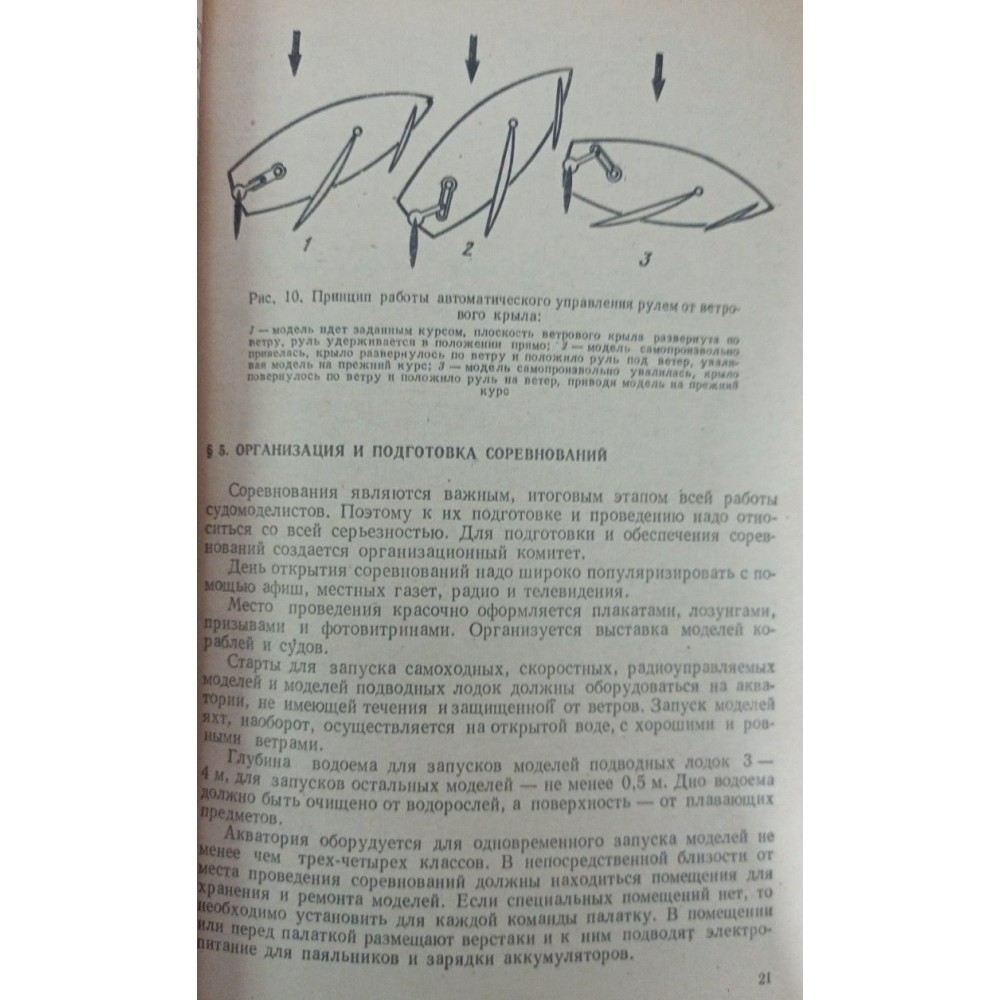 1
2
3
Рис. 10. Принцип работы автоматического управления рулем от ветро-
вого крыла:
1 — модель идет заданным курсом, плоскость ветрового крыла развернута по
ветру, руль удерживается в положении прямо; 2 — модель самопроизвольно
привелась, крыло развернулось по ветру и положило руль под ветер, ували-
вая модель на прежний курс; 3 — модель самопроизвольно увалилась, крыло
повернулось по ветру и положило руль на ветер, приводя модель на прежний
курс
§ 5. ОРГАНИЗАЦИЯ И ПОДГОТОВКА СОРЕВНОВАНИЙ
Соревнования являются важным, итоговым этапом всей работы
судомоделистов. Поэтому к их подготовке и проведению надо отно-
ситься со всей серьезностью. Для подготовки и обеспечения сорев-
нований создается организационный комитет.
День открытия соревнований надо широко популяризировать с по-
мощью афиш, местных газет, радио и телевидения.
Место проведения красочно оформляется плакатами, лозунгами,
призывами и фотовитринами. Организуется выставка моделей ко-
раблей и судов.
Старты для запуска самоходных, скоростных, радиоуправляемых
моделей и моделей подводных лодок должны оборудоваться на аква-
тории, не имеющей течения и защищенной от ветров. Запуск моделей
яхт, наоборот, осуществляется на открытой воде, с хорошими и ров-
ными ветрами.
Глубина водоема для запусков моделей подводных лодок 3 —
4 м, для запусков остальных моделей — не менее 0,5 м. Дно водоема
должно быть очищено от водорослей, а поверхность — от плавающих
предметов.
Акватория оборудуется для одновременного запуска моделей не
менее чем трех-четырех классов. В непосредственной близости от
места проведения соревнований должны находиться помещения для
хранения и ремонта моделей. Если специальных помещений нет, то
необходимо установить для каждой команды палатку. В помещении
или перед палаткой размещают верстаки и к ним подводят электро-
питание для паяльников и зарядки аккумуляторов.
21